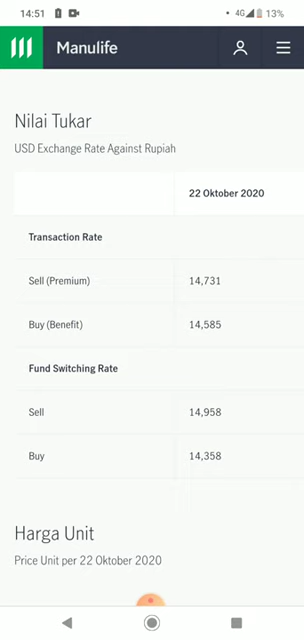 14:51
4G 13%
Manulife
Nilai Tukar
USD Exchange Rate Against Rupiah
22 Oktober 2020
Transaction Rate
Sell (Premium) 14,731
Buy (Benefit) 14,585
Fund Switching Rate
Sell 14,958
Buy 14,358
Harga Unit
Price Unit per 22 Oktober 2020